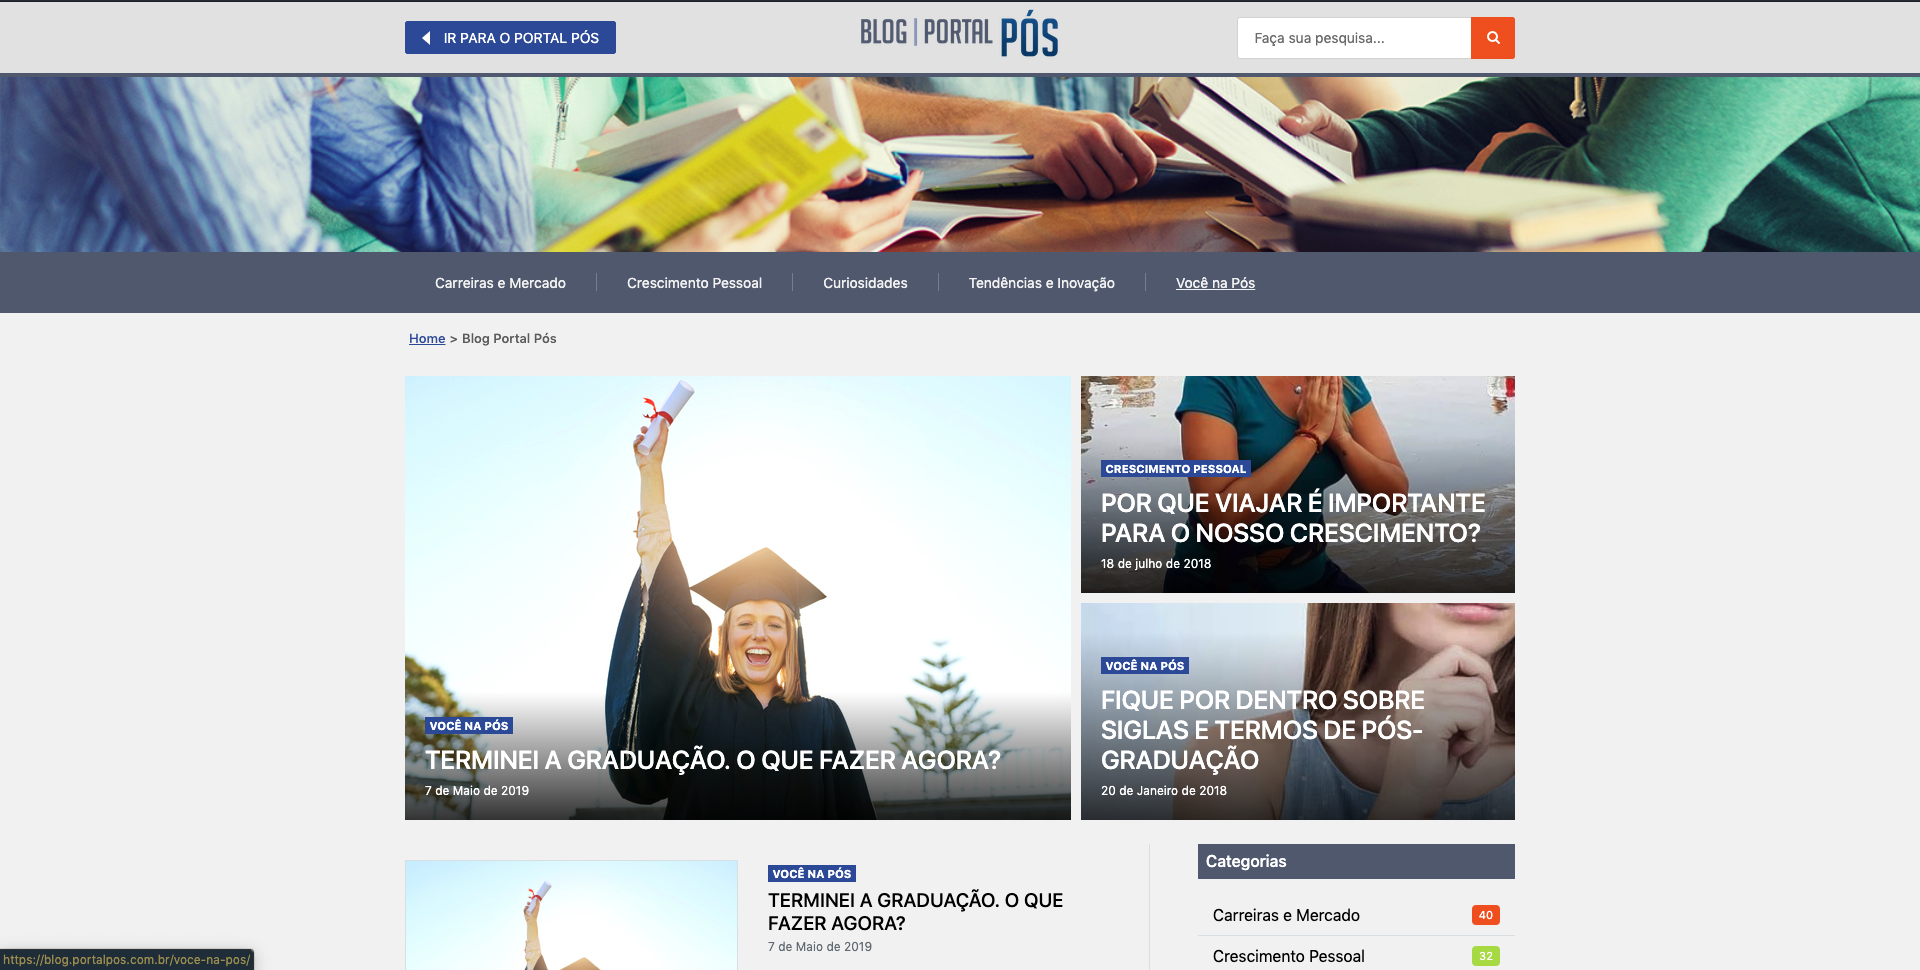 IR PARA O PORTAL PÓS
BLOG | PORTAL PÓS
Faça sua pesquisa...
Carreiras e Mercado
Crescimento Pessoal
Curiosidades
Tendências e Inovação
Você na Pós
Home > Blog Portal Pós
VOCÊ NA PÓS
TERMINEI A GRADUAÇÃO. O QUE FAZER AGORA?
7 de Maio de 2019
CRESCIMENTO PESSOAL
POR QUE VIAJAR É IMPORTANTE
PARA O NOSSO CRESCIMENTO?
18 de julho de 2018
VOCÊ NA PÓS
FIQUE POR DENTRO SOBRE
SIGLAS E TERMOS DE PÓS-
GRADUAÇÃO
20 de Janeiro de 2018
VOCÊ NA PÓS
TERMINEI A GRADUAÇÃO. O QUE
FAZER AGORA?
7 de Maio de 2019
Categorias
Carreiras e Mercado 40
Crescimento Pessoal 32
https://blog.portalpos.com.br/voce-na-pos/